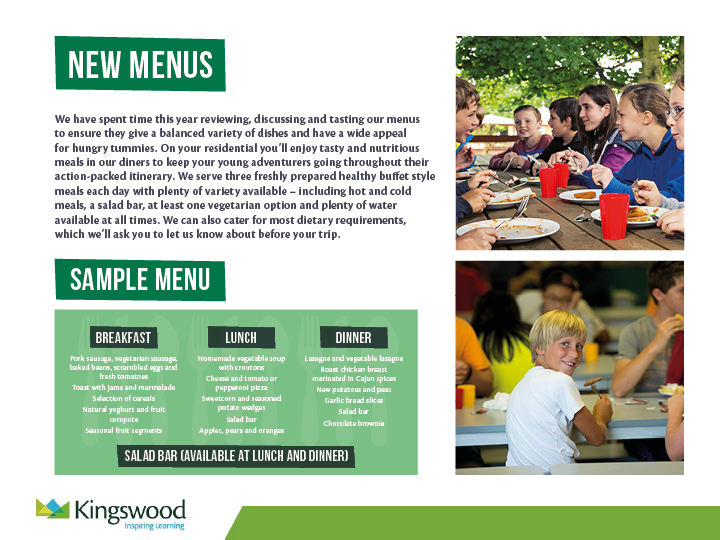 NEW MENUS
We have spent time this year reviewing, discussing and tasting our menus
to ensure they give a balanced variety of dishes and have a wide appeal
for hungry tummies. On your residential you'll enjoy tasty and nutritious
meals in our diners to keep your young adventurers going throughout their
action-packed itinerary. We serve three freshly prepared healthy buffet style
meals each day with plenty of variety available – including hot and cold
meals, a salad bar, at least one vegetarian option and plenty of water
available at all times. We can also cater for most dietary requirements,
which we'll ask you to let us know about before your trip.
SAMPLE MENU
BREAKFAST
Pork sausage, vegetarian sausage,
baked beans, scrambled eggs and
fresh tomatoes
Toast with jams and marmalade
Selection of cereals
Natural yoghurt and fruit
compote
Seasonal fruit segments
LUNCH
Homemade vegetable soup
with croutons
Cheese and tomato or
pepperoni pizza
Sweetcorn and seasoned
potato wedges
Salad bar
Apples, pears and oranges
DINNER
Lasagne and vegetable lasagne
Roast chicken breast
marinated in Cajun spices
New potatoes and peas
Garlic bread slices
Salad bar
Chocolate brownie
SALAD BAR (AVAILABLE AT LUNCH AND DINNER)
Kingswood
Inspiring Learning